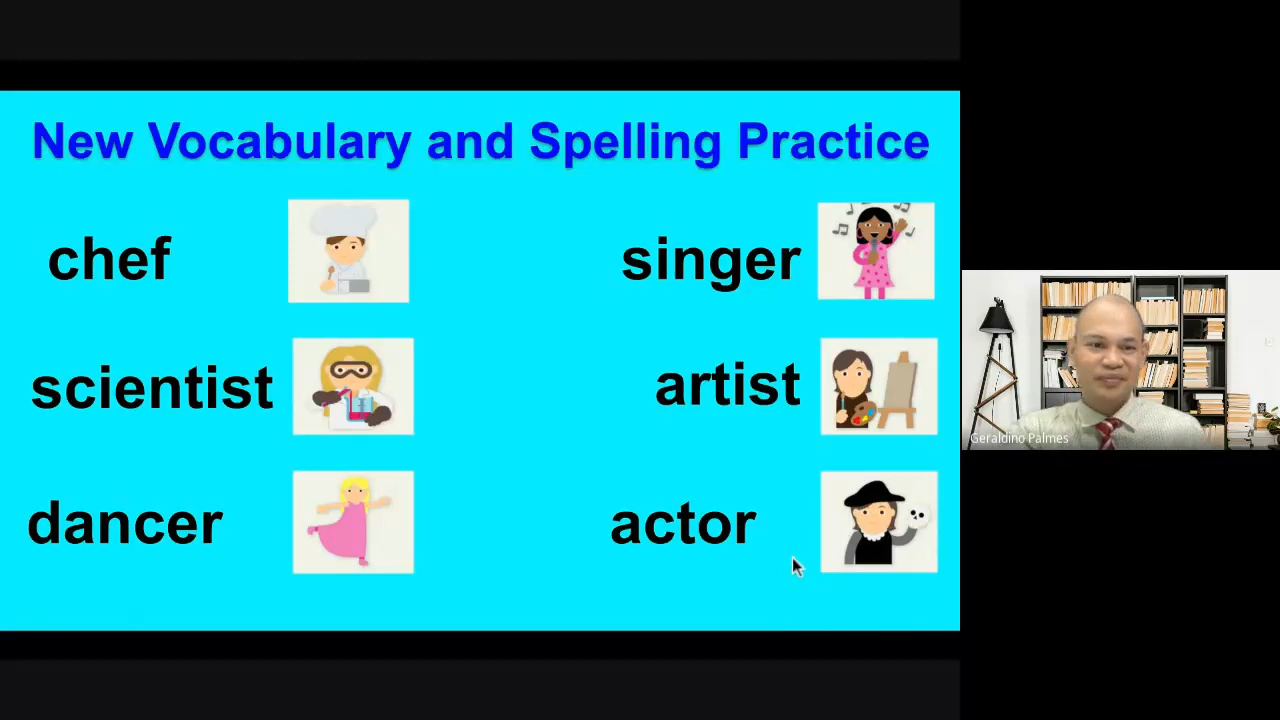 New Vocabulary and Spelling Practice
chef
singer
scientist
artist
dancer
actor
Geraldino Palmes